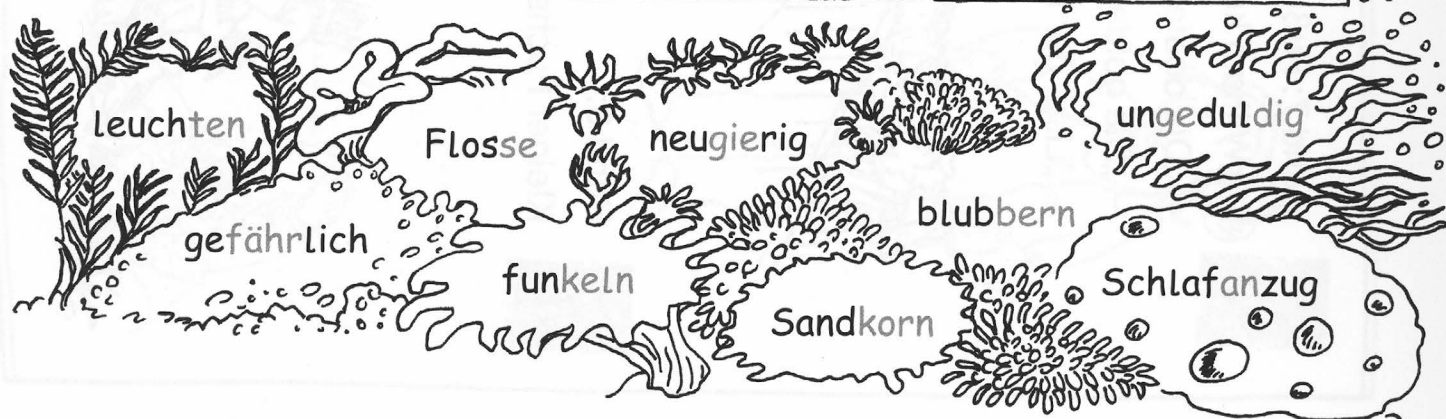 leuchten
Flosse
neugierig
ungeduldig
gefährlich
blubbern
funkeln
Schlafanzug
Sandkorn